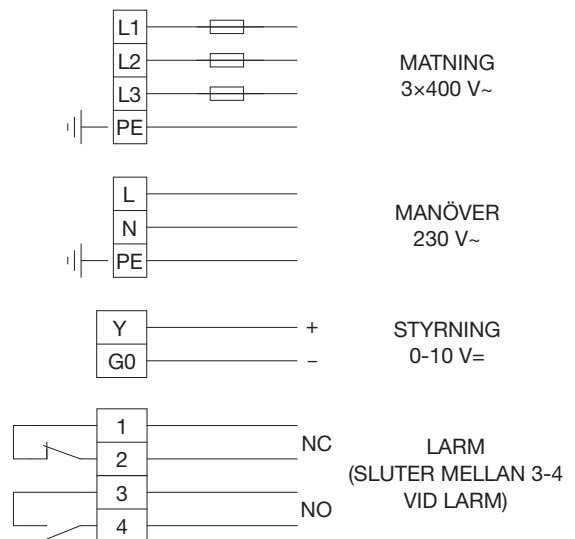 L1
L2
L3
PE
MATNING
3×400 V~
L
N
PE
MANÖVER
230 V~
Y
G0
+
−
STYRNING
0-10 V=
1
2
3
4
NC
NO
LARM
(SLUTER MELLAN 3-4
VID LARM)